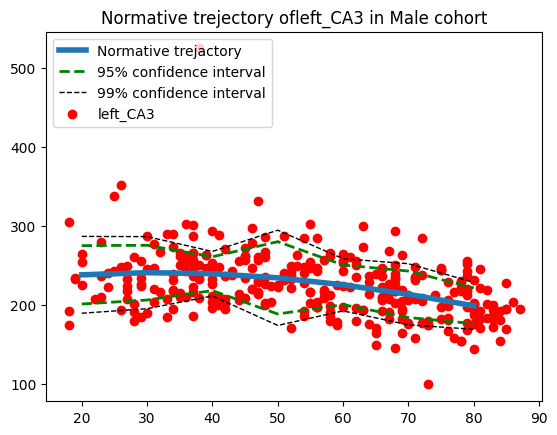 Normative trejectory ofleft_CA3 in Male cohort
Normative trejactory
95% confidence interval
99% confidence interval
left_CA3
500
400
300
200
100
20 30 40 50 60 70 80 90